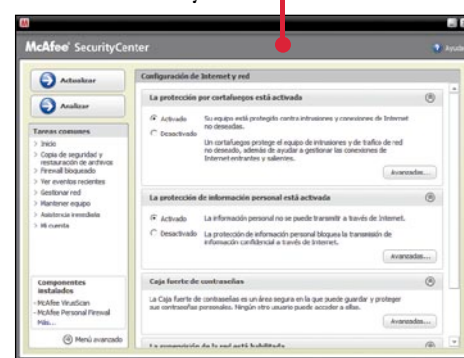 McAfee® SecurityCenter
Ayuda
Actualizar
Analizar
Tareas comunes
> Inicio
> Copia de seguridad y
restauración de archivos
> Firewall bloqueado
> Ver eventos recientes
> Gestionar red
> Mantener equipo
> Asistencia inmediata
> Mi cuenta
Componentes
instalados
- McAfee VirusScan
- McAfee Personal Firewall
Más...
Menú avanzado
Configuración de Internet y red
La protección por cortafuegos está activada
Activado
Desactivado
Su equipo está protegido contra intrusiones y conexiones de Internet
no deseadas.
Un cortafuegos protege el equipo de intrusiones y de tráfico de red
no deseado, además de ayudar a gestionar las conexiones de
Internet entrantes y salientes.
Avanzadas...
La protección de información personal está activada
Activado
Desactivado
La información personal no se puede transmitir a través de Internet.
La protección de información personal bloquea la transmisión de
información confidencial a través de Internet.
Avanzadas...
Caja fuerte de contraseñas
La Caja fuerte de contraseñas es un área segura en la que puede guardar y proteger
sus contraseñas personales. Ningún otro usuario puede acceder a ellas.
Avanzadas...
La supervisión de la red está habilitada